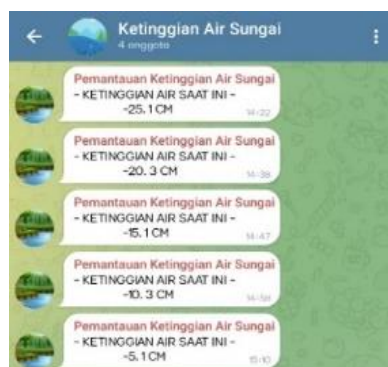 Ketinggian Air Sungai
4 anggota
Pemantauan Ketinggian Air Sungai
- KETINGGIAN AIR SAAT INI -
-25. 1 CM
14:22
Pemantauan Ketinggian Air Sungai
- KETINGGIAN AIR SAAT INI -
-20. 3 CM
14:38
Pemantauan Ketinggian Air Sungai
- KETINGGIAN AIR SAAT INI -
-15. 1 CM
14:47
Pemantauan Ketinggian Air Sungai
- KETINGGIAN AIR SAAT INI -
-10. 3 CM
14:58
Pemantauan Ketinggian Air Sungai
- KETINGGIAN AIR SAAT INI -
-5. 1 CM
15:10